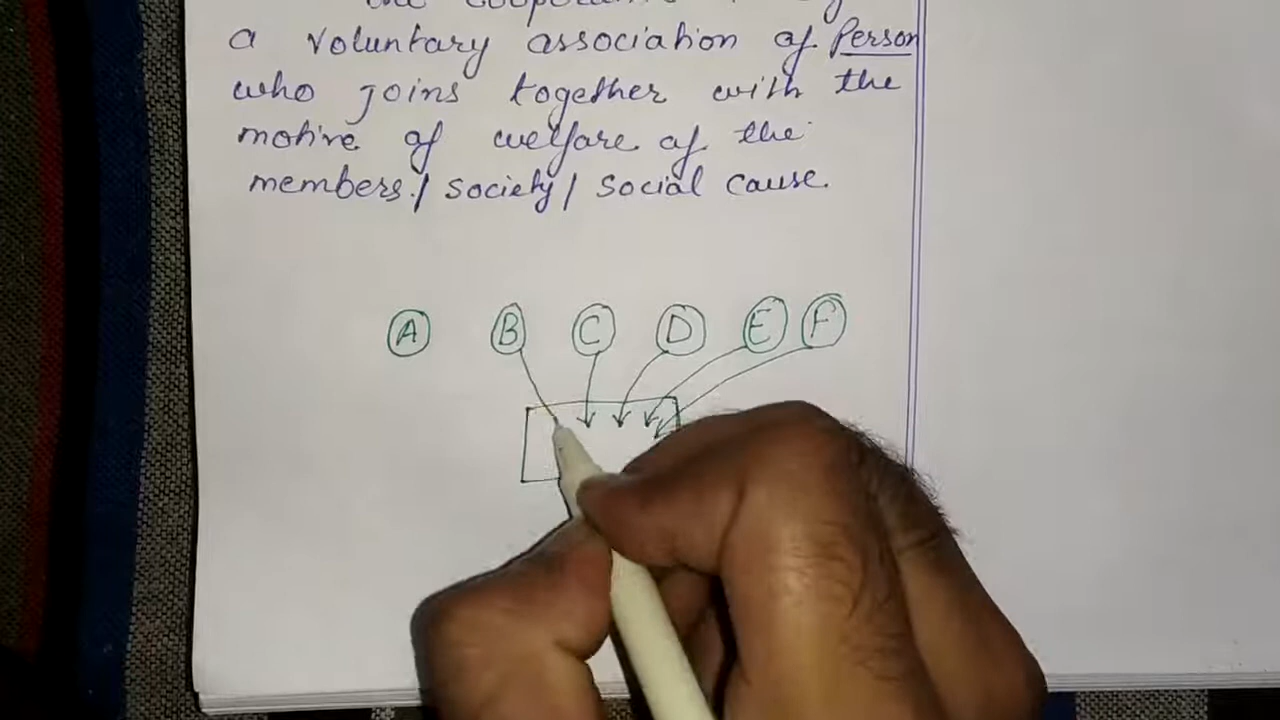 a voluntary association of Person
who joins together with the
motive of welfare of the
members./ society/ social cause.
A B C D E F